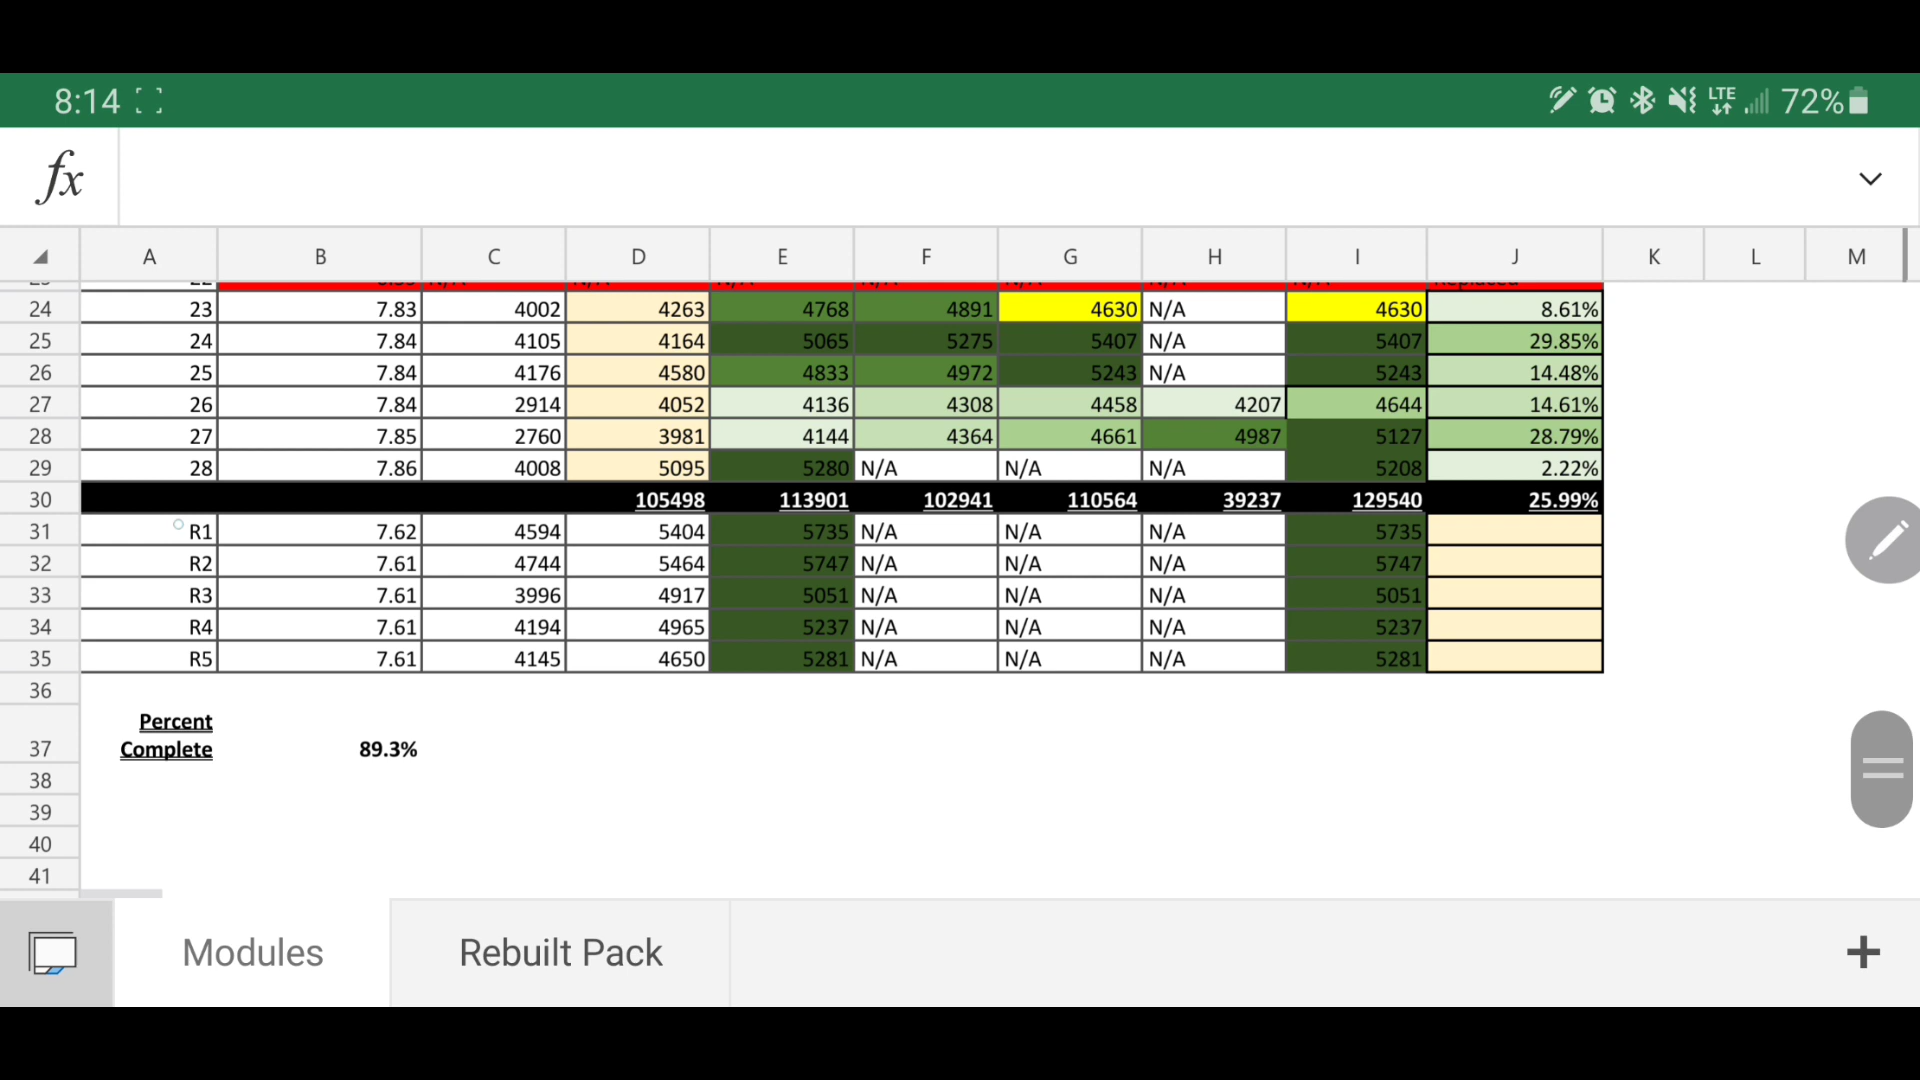 8:14 LTE 72%
fx
A B C D E F G H I J K L M
24 23 7.83 4002 4263 4768 4891 4630 N/A 4630 8.61%
25 24 7.84 4105 4164 5065 5275 5407 N/A 5407 29.85%
26 25 7.84 4176 4580 4833 4972 5243 N/A 5243 14.48%
27 26 7.84 2914 4052 4136 4308 4458 4207 4644 14.61%
28 27 7.85 2760 3981 4144 4364 4661 4987 5127 28.79%
29 28 7.86 4008 5095 5280 N/A N/A N/A 5208 2.22%
30 105498 113901 102941 110564 39237 129540 25.99%
31 R1 7.62 4594 5404 5735 N/A N/A N/A 5735
32 R2 7.61 4744 5464 5747 N/A N/A N/A 5747
33 R3 7.61 3996 4917 5051 N/A N/A N/A 5051
34 R4 7.61 4194 4965 5237 N/A N/A N/A 5237
35 R5 7.61 4145 4650 5281 N/A N/A N/A 5281
36
Percent
37 Complete 89.3%
38
39
40
41
Modules Rebuilt Pack